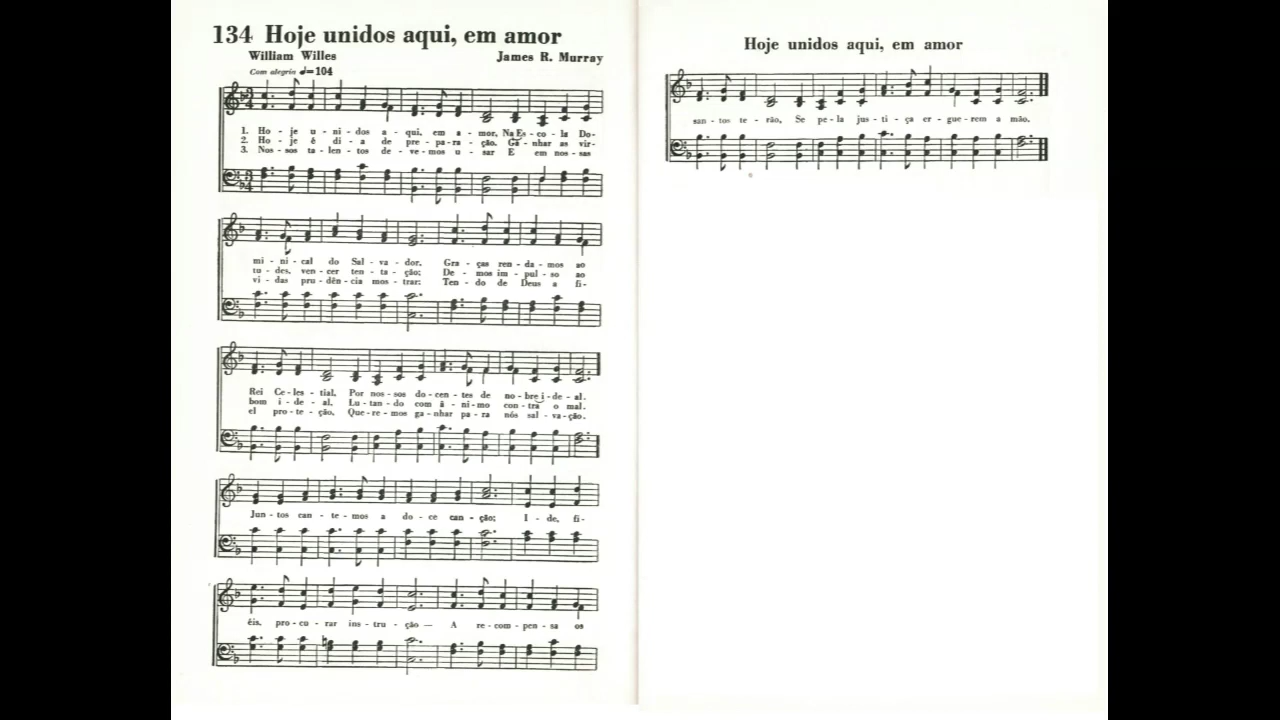 134 Hoje unidos aqui, em amor
William Willes James R. Murray
Com alegria ♩=104
1. Ho - je u - ni - dos a - qui, em a - mor, Na Es - co - la Do-
2. Ho - je é di - a de pre - pa - ra - ção. Ga - nhar as vir-
3. Nos - sos ta - len - tos de - ve - mos u - sar E em nos - sas
mi - ni - cal do Sal - va - dor. Gra - ças ren - da - mos ao
tu - des, ven - cer ten - ta - ção; De - mos im - pul - so ao
vi - das pru - dên - cia mos - trar: Ten - do de Deus a fi-
Rei Ce - les - tial, Por nos - sos do - cen - tes de no - bre i - de - al.
bom i - de - al, Lu - tan - do com â - ni - mo con - tra o mal.
el pro - te - ção, Que - re - mos ga - nhar pa - ra nós sal - va - ção.
Jun - tos can - te - mos a do - ce can - ção; I - de, fi-
éis, pro - cu - rar ins - tru - ção — A re - com - pen - sa os
Hoje unidos aqui, em amor
san - tos te - rão, Se pe - la jus - ti - ça er - gue - rem a mão.